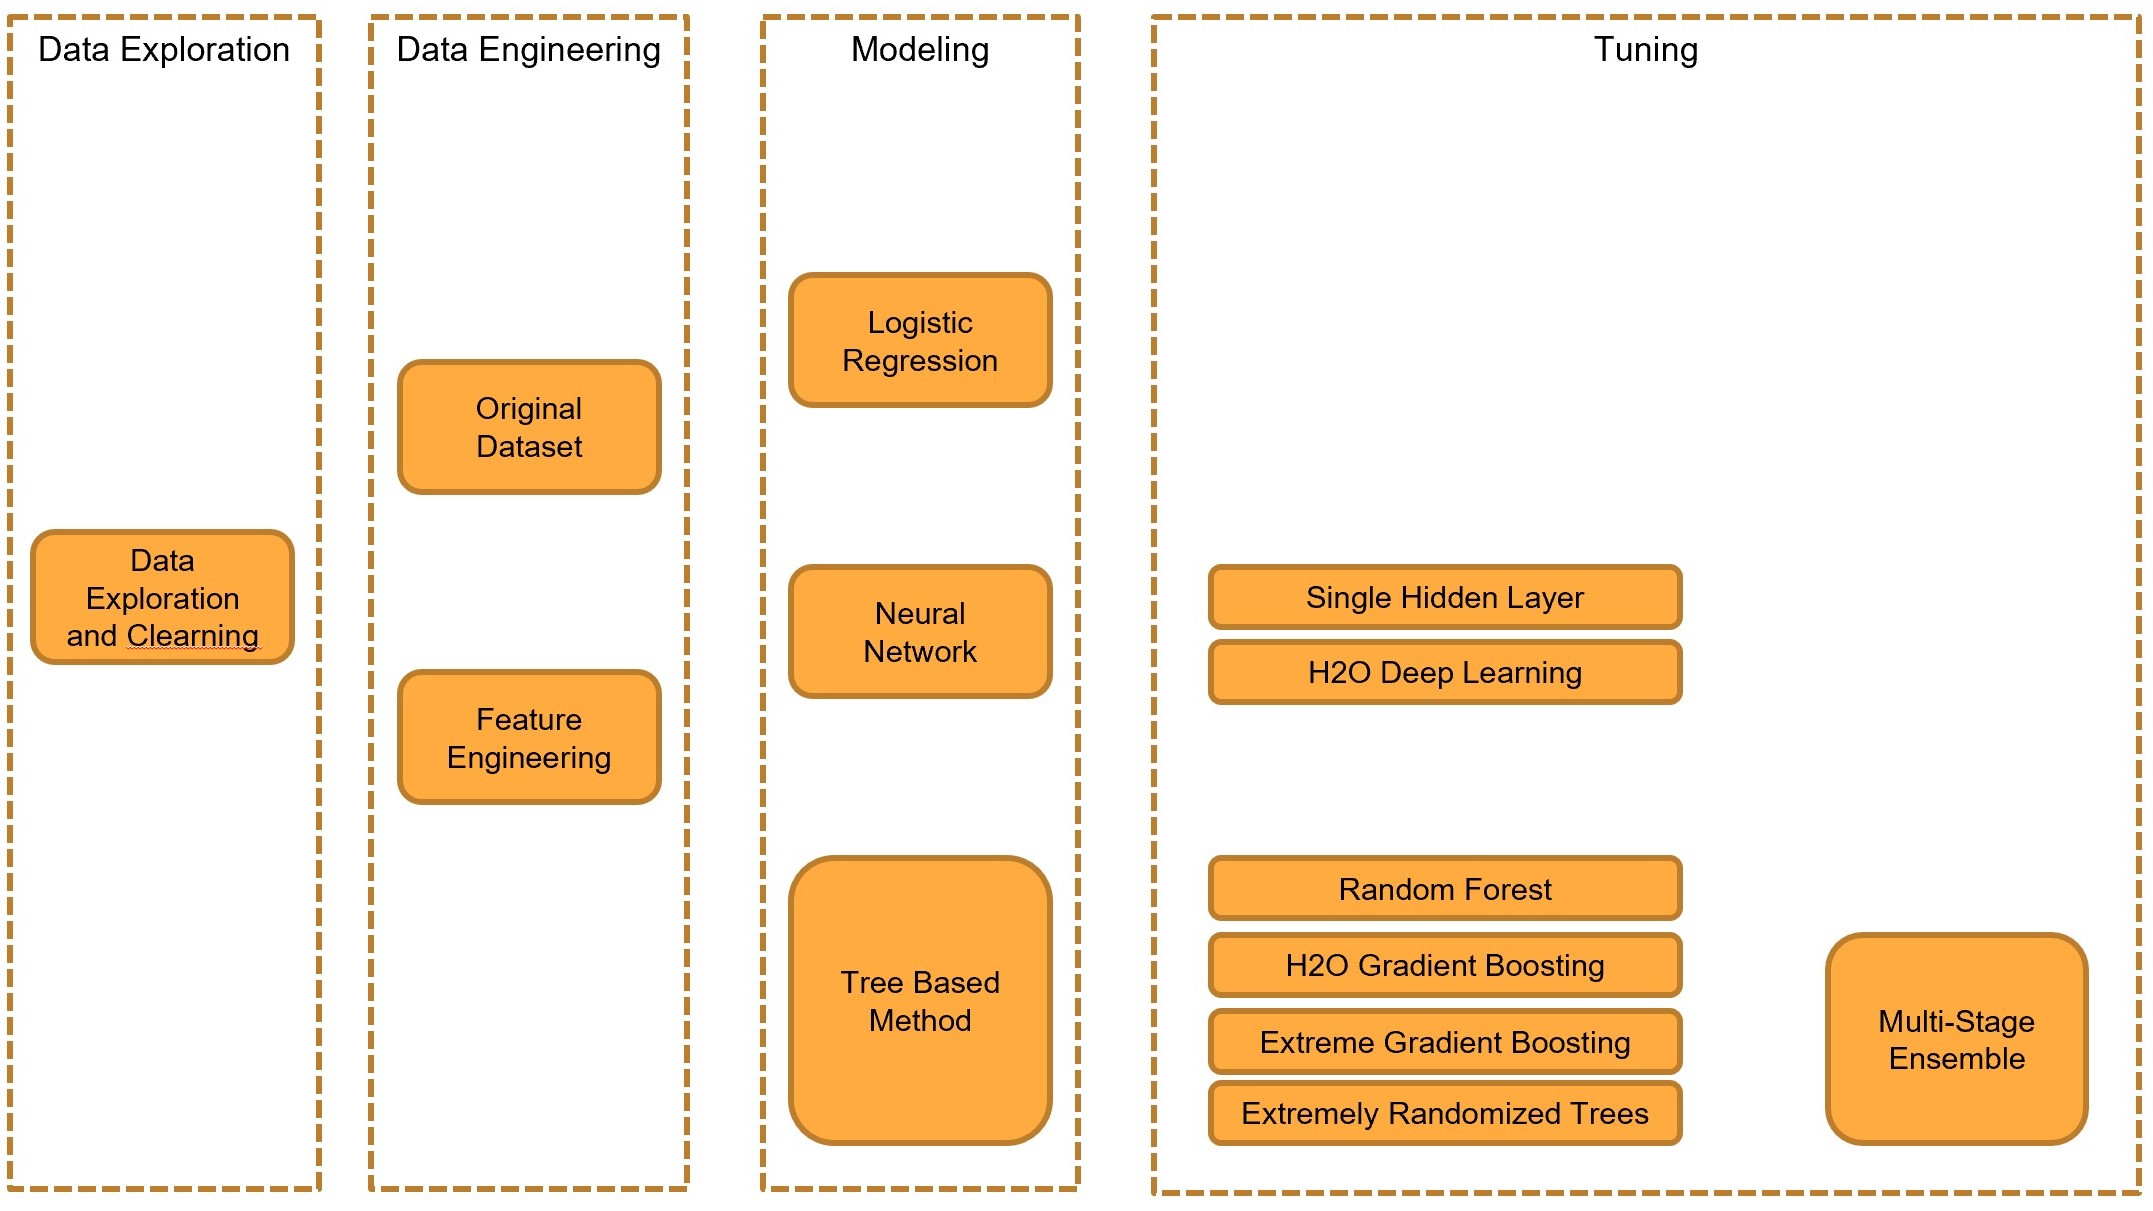 Data Exploration
Data
Exploration
and Clearning
Data Engineering
Original
Dataset
Feature
Engineering
Modeling
Logistic
Regression
Neural
Network
Tree Based
Method
Tuning
Single Hidden Layer
H2O Deep Learning
Random Forest
H2O Gradient Boosting
Extreme Gradient Boosting
Extremely Randomized Trees
Multi-Stage
Ensemble